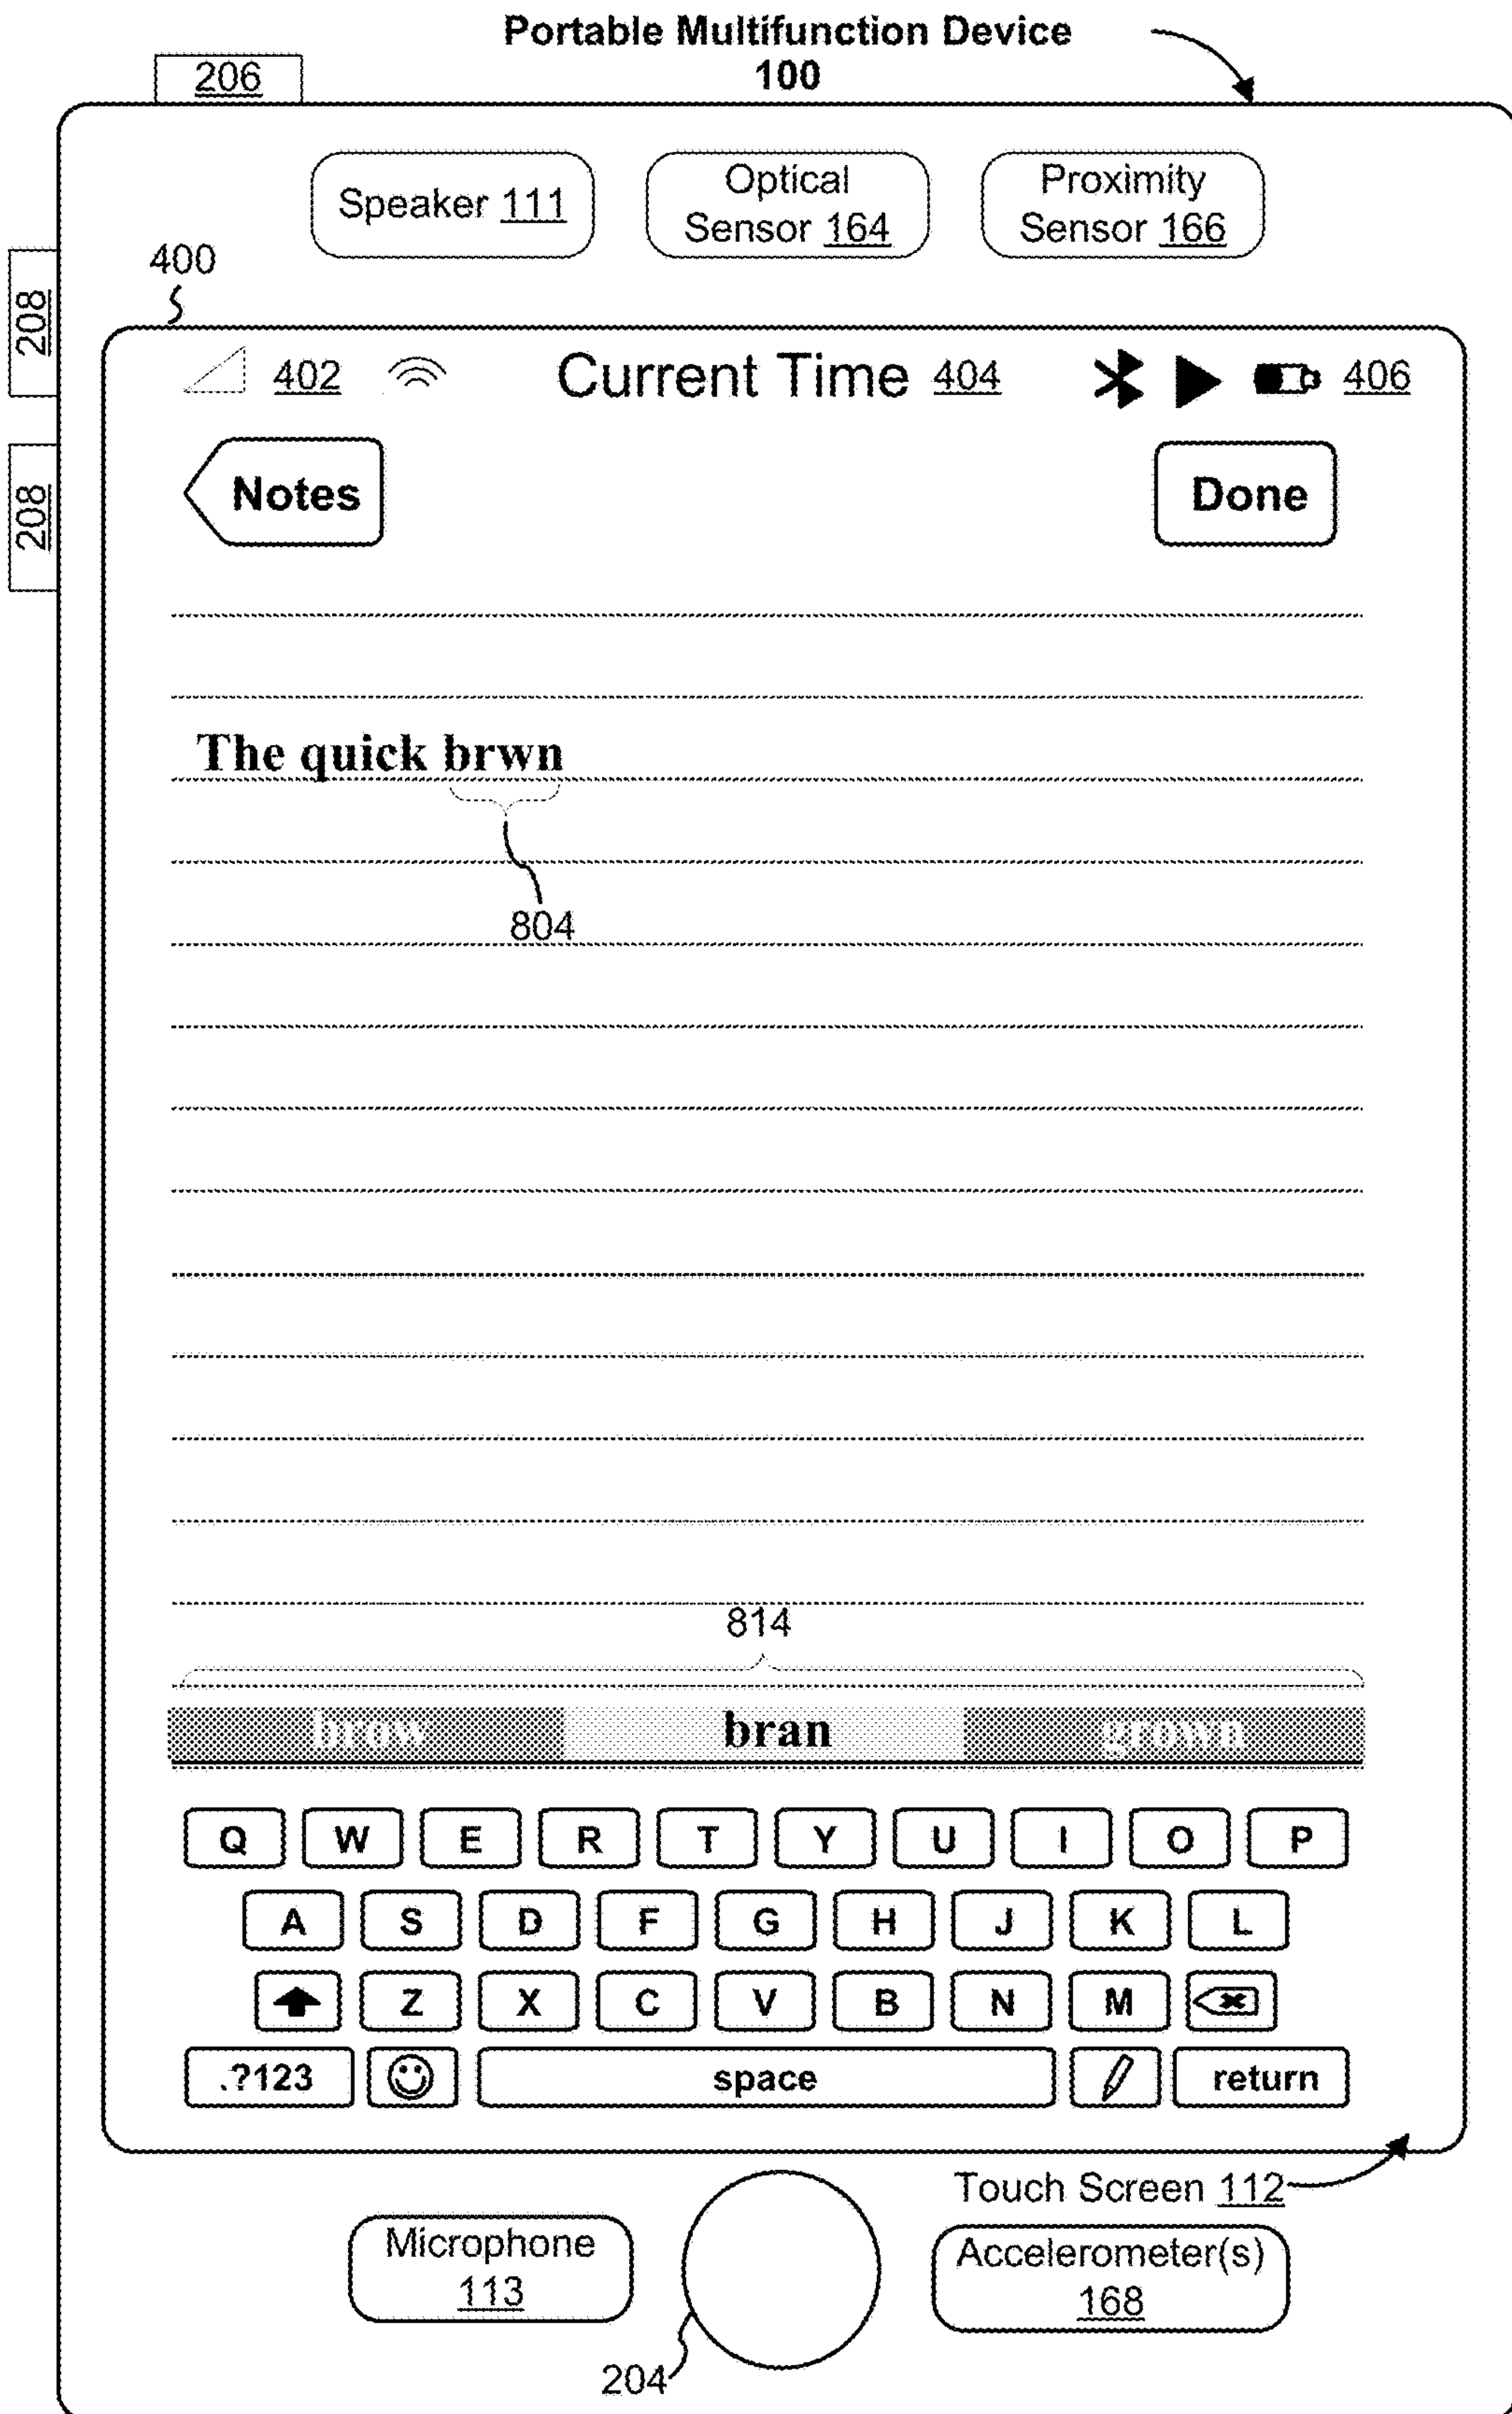 Portable Multifunction Device
100
206
Speaker 111
Optical
Sensor 164
Proximity
Sensor 166
208
400
402
Current Time 404
406
208
Notes
Done
The quick brwn
804
814
brow
bran
grown
Q W E R T Y U I O P
A S D F G H J K L
Z X C V B N M
.?123
space
return
Touch Screen 112
Microphone
113
Accelerometer(s)
168
204